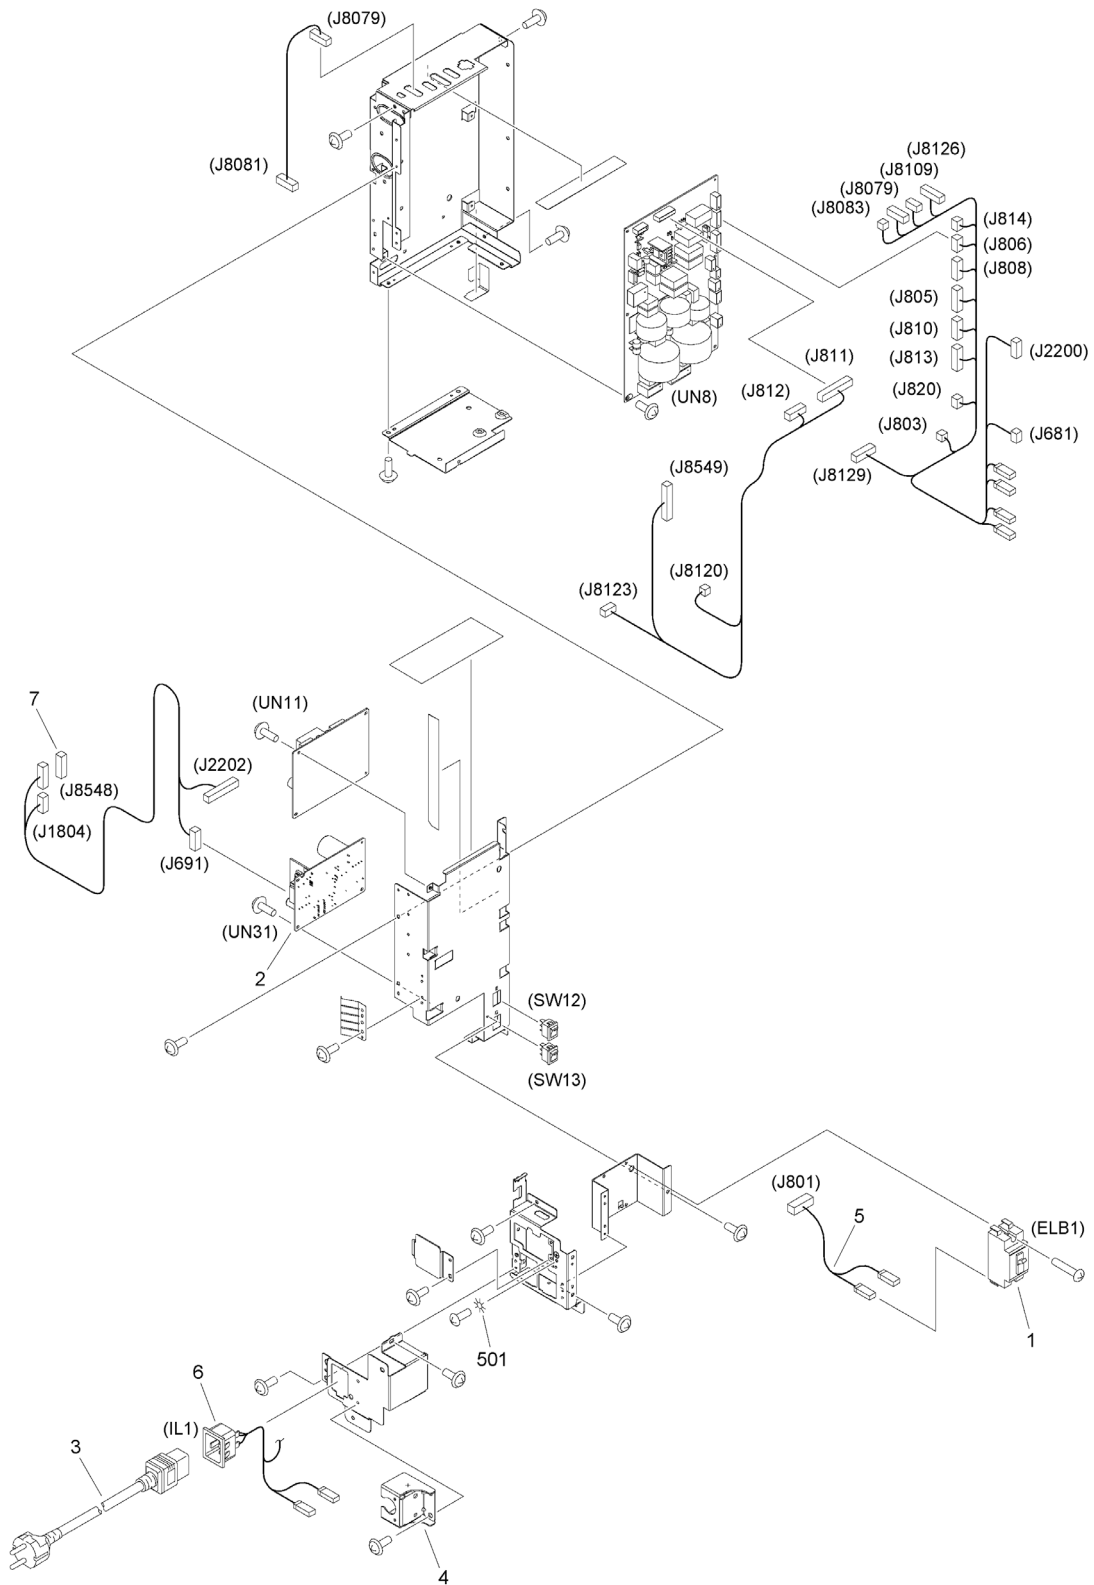 (J8079)
(J8081)
(J8126)
(J8109)
(J8079)
(J8083)
(J814)
(J806)
(J808)
(J805)
(J810)
(J813)
(J2200)
(J811)
(J812)
(UN8)
(J820)
(J803)
(J681)
(J8129)
(J8549)
(J8120)
(J8123)
7
(UN11)
(J2202)
(J8548)
(J1804)
(J691)
(UN31)
2
(SW12)
(SW13)
(J801)
5
(ELB1)
1
501
6
(IL1)
3
4